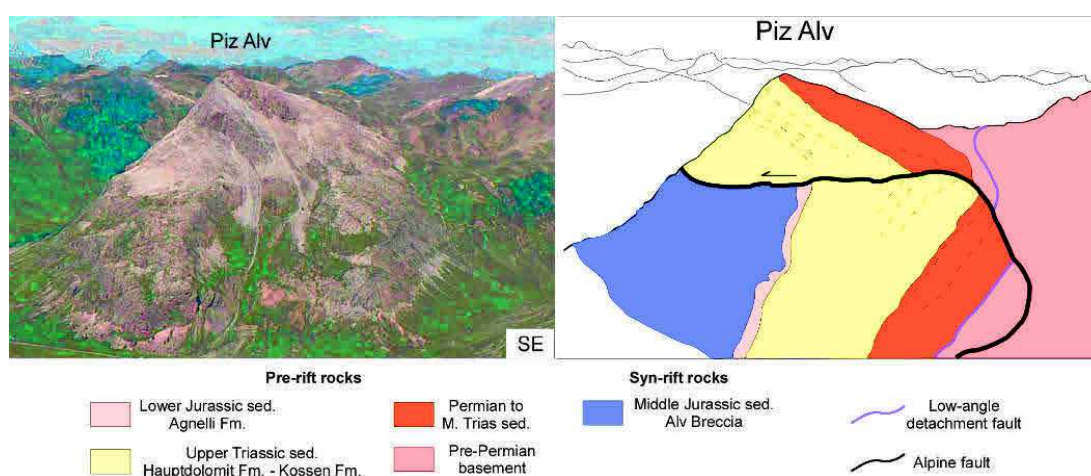 Piz Alv
Piz Alv
SE
Pre-rift rocks
Syn-rift rocks
Lower Jurassic sed.
Agnelli Fm.
Permian to
M. Trias sed.
Middle Jurassic sed.
Alv Breccia
Low-angle
detachment fault
Upper Triassic sed.
Hauptdolomit Fm. - Kossen Fm.
Pre-Permian
basement
Alpine fault